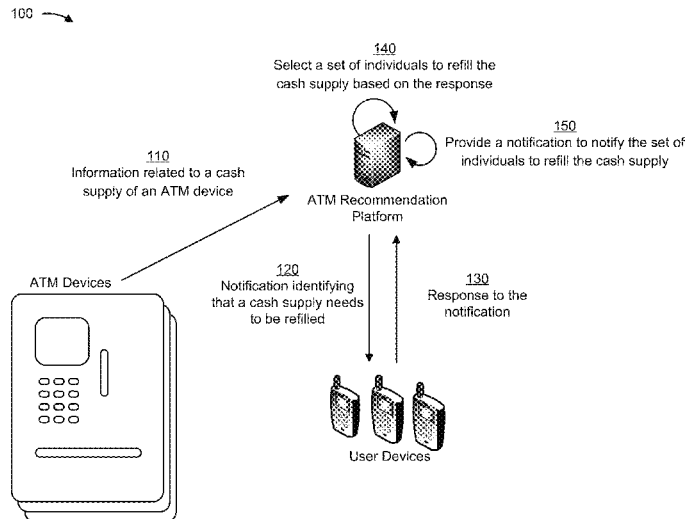 100
140
Select a set of individuals to refill the
cash supply based on the response
150
Provide a notification to notify the set of
individuals to refill the cash supply
110
Information related to a cash
supply of an ATM device
ATM Recommendation
Platform
ATM Devices
120
Notification identifying
that a cash supply needs
to be refilled
130
Response to the
notification
User Devices